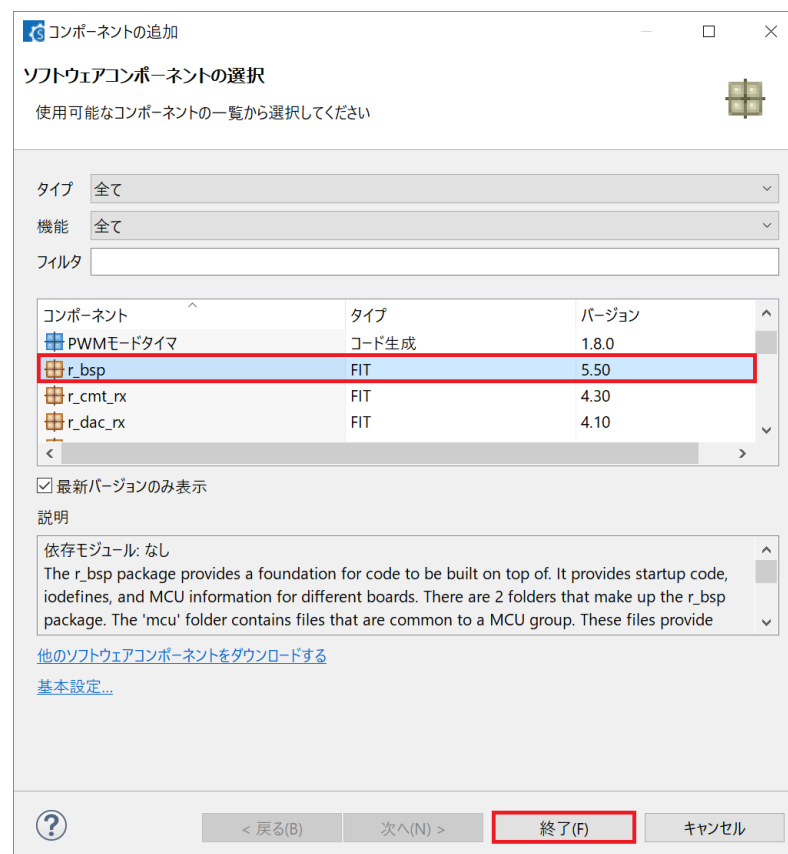 コンポーネントの追加
ソフトウェアコンポーネントの選択
使用可能なコンポーネントの一覧から選択してください
タイプ 全て
機能 全て
フィルタ
コンポーネント タイプ バージョン
PWMモードタイマ コード生成 1.8.0
r_bsp FIT 5.50
r_cmt_rx FIT 4.30
r_dac_rx FIT 4.10
最新バージョンのみ表示
説明
依存モジュール: なし
The r_bsp package provides a foundation for code to be built on top of. It provides startup code,
iodefines, and MCU information for different boards. There are 2 folders that make up the r_bsp
package. The 'mcu' folder contains files that are common to a MCU group. These files provide
他のソフトウェアコンポーネントをダウンロードする
基本設定...
< 戻る(B) 次へ(N) > 終了(F) キャンセル